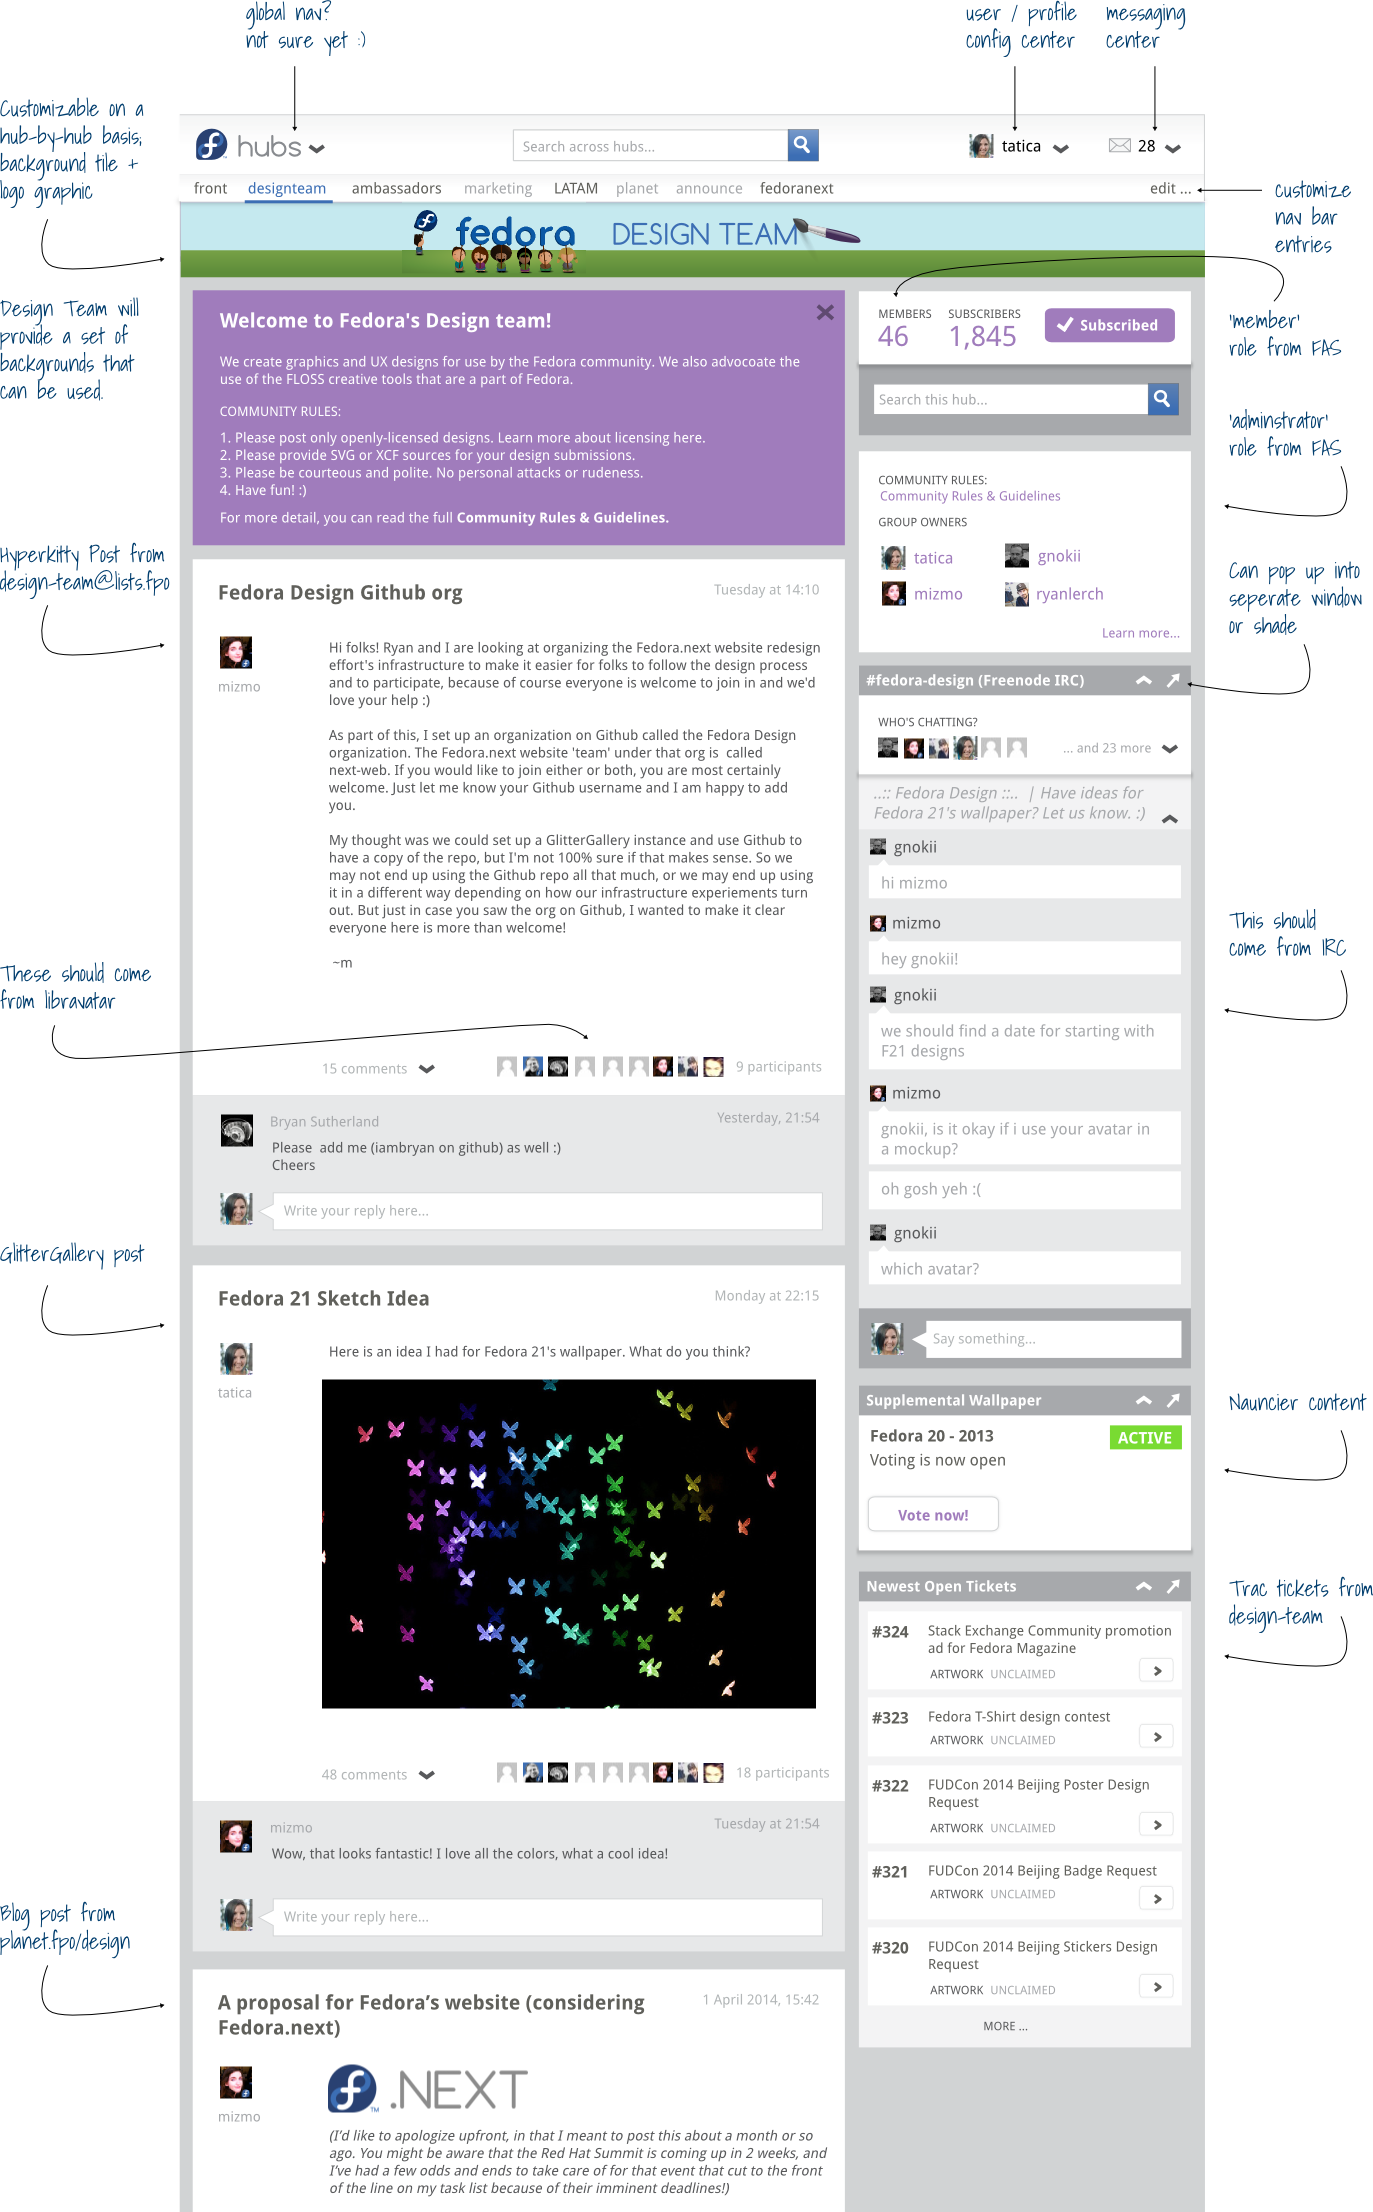 global nav?
not sure yet :)
user / profile
config center
messaging
center
Customizable on a
hub-by-hub basis;
background tile +
logo graphic
hubs
Search across hubs...
tatica
28
front designteam ambassadors marketing LATAM planet announce fedoranext edit ...
customize
nav bar
entries
fedora DESIGN TEAM
Design Team will
provide a set of
backgrounds that
can be used.
Welcome to Fedora's Design team!
We create graphics and UX designs for use by the Fedora community. We also advocoate the
use of the FLOSS creative tools that are a part of Fedora.
COMMUNITY RULES:
1. Please post only openly-licensed designs. Learn more about licensing here.
2. Please provide SVG or XCF sources for your design submissions.
3. Please be courteous and polite. No personal attacks or rudeness.
4. Have fun! :)
For more detail, you can read the full Community Rules & Guidelines.
MEMBERS SUBSCRIBERS
46 1,845
Subscribed
Search this hub...
'member'
role from FAS
'adminstrator'
role from FAS
COMMUNITY RULES:
Community Rules & Guidelines
GROUP OWNERS
tatica gnokii
mizmo ryanlerch
Learn more...
Hyperkitty Post from
design-team@lists.fpo
Fedora Design Github org
Tuesday at 14:10
mizmo
Hi folks! Ryan and I are looking at organizing the Fedora.next website redesign
effort's infrastructure to make it easier for folks to follow the design process
and to participate, because of course everyone is welcome to join in and we'd
love your help :)
As part of this, I set up an organization on Github called the Fedora Design
organization. The Fedora.next website 'team' under that org is  called
next-web. If you would like to join either or both, you are most certainly
welcome. Just let me know your Github username and I am happy to add
you.
My thought was we could set up a GlitterGallery instance and use Github to
have a copy of the repo, but I'm not 100% sure if that makes sense. So we
may not end up using the Github repo all that much, or we may end up using
it in a different way depending on how our infrastructure experiements turn
out. But just in case you saw the org on Github, I wanted to make it clear
everyone here is more than welcome!
~m
These should come
from libravatar
15 comments
9 participants
Bryan Sutherland
Yesterday, 21:54
Please  add me (iambryan on github) as well :)
Cheers
Write your reply here...
Can pop up into
seperate window
or shade
#fedora-design (Freenode IRC)
WHO'S CHATTING?
... and 23 more
..:: Fedora Design ::..  | Have ideas for
Fedora 21's wallpaper? Let us know. :)
gnokii
hi mizmo
mizmo
hey gnokii!
gnokii
we should find a date for starting with
F21 designs
mizmo
gnokii, is it okay if i use your avatar in
a mockup?
oh gosh yeh :(
gnokii
which avatar?
Say something...
This should
come from IRC
GlitterGallery post
Fedora 21 Sketch Idea
Monday at 22:15
tatica
Here is an idea I had for Fedora 21's wallpaper. What do you think?
48 comments
18 participants
mizmo
Tuesday at 21:54
Wow, that looks fantastic! I love all the colors, what a cool idea!
Write your reply here...
Supplemental Wallpaper
Fedora 20 - 2013
ACTIVE
Voting is now open
Vote now!
Nauncier content
Newest Open Tickets
#324 Stack Exchange Community promotion
ad for Fedora Magazine
ARTWORK UNCLAIMED
#323 Fedora T-Shirt design contest
ARTWORK UNCLAIMED
#322 FUDCon 2014 Beijing Poster Design
Request
ARTWORK UNCLAIMED
#321 FUDCon 2014 Beijing Badge Request
ARTWORK UNCLAIMED
#320 FUDCon 2014 Beijing Stickers Design
Request
ARTWORK UNCLAIMED
MORE ...
Trac tickets from
design-team
Blog post from
planet.fpo/design
A proposal for Fedora’s website (considering
Fedora.next)
1 April 2014, 15:42
mizmo
.NEXT
TM
(I’d like to apologize upfront, in that I meant to post this about a month or so
ago. You might be aware that the Red Hat Summit is coming up in 2 weeks, and
I’ve had a few odds and ends to take care of for that event that cut to the front
of the line on my task list because of their imminent deadlines!)